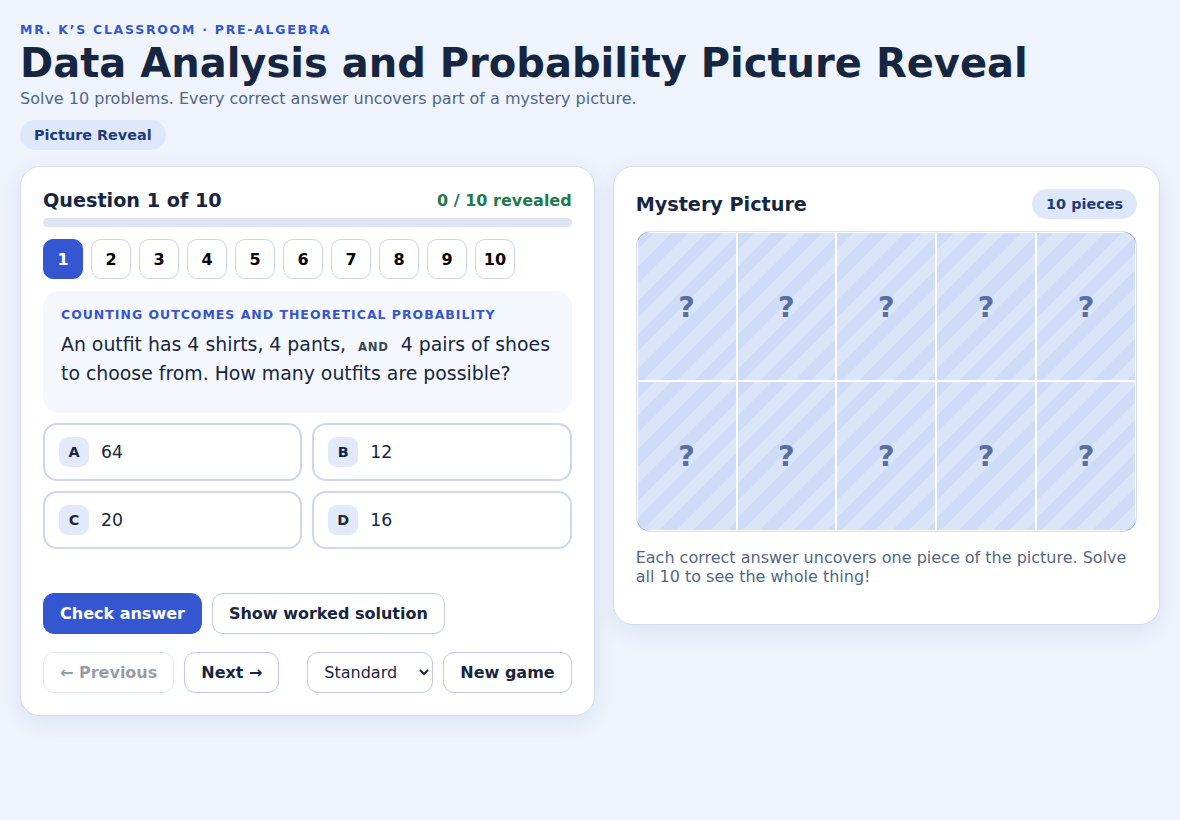 MR. K’S CLASSROOM · PRE-ALGEBRA
Data Analysis and Probability Picture Reveal
Solve 10 problems. Every correct answer uncovers part of a mystery picture.
Picture Reveal
Question 1 of 10
0 / 10 revealed
1 2 3 4 5 6 7 8 9 10
COUNTING OUTCOMES AND THEORETICAL PROBABILITY
An outfit has 4 shirts, 4 pants, AND 4 pairs of shoes
to choose from. How many outfits are possible?
A 64
B 12
C 20
D 16
Check answer
Show worked solution
← Previous
Next →
Standard
New game
Mystery Picture
10 pieces
? ? ? ? ?
? ? ? ? ?
Each correct answer uncovers one piece of the picture. Solve
all 10 to see the whole thing!